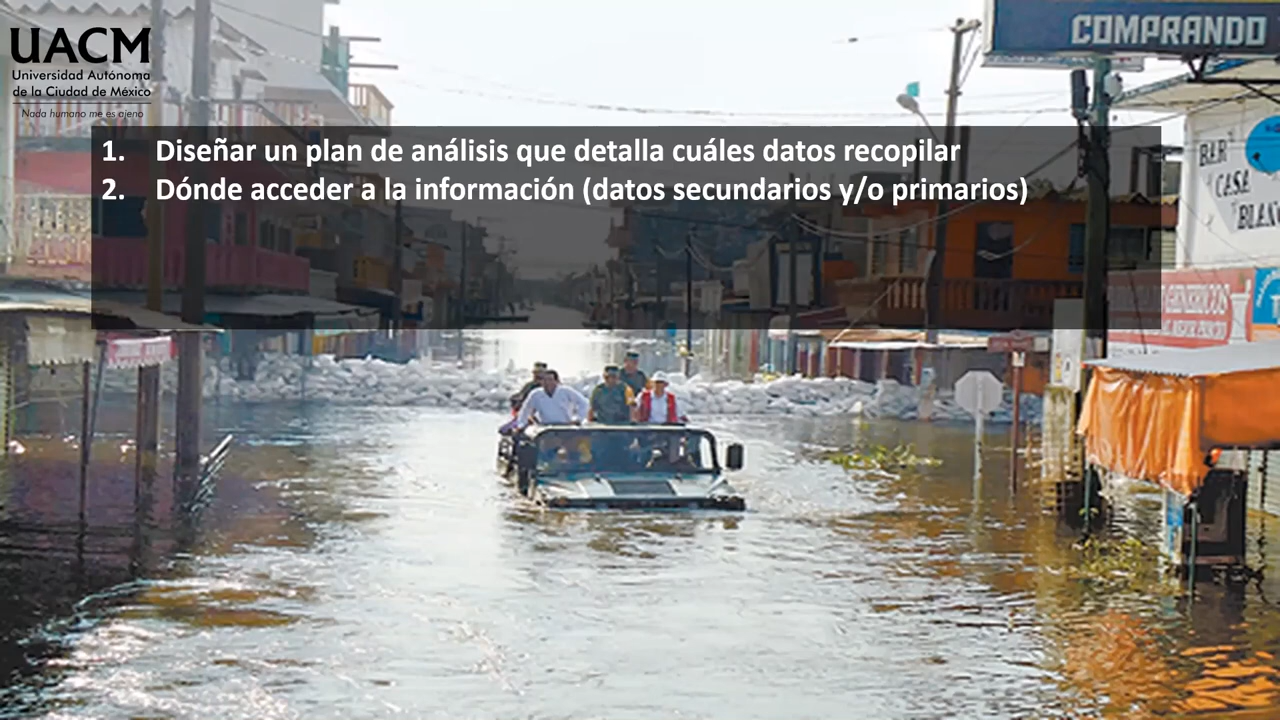 UACM
Universidad Autónoma
de la Ciudad de México
Nada humano me es ajeno
COMPRANDO
1. Diseñar un plan de análisis que detalla cuáles datos recopilar
2. Dónde acceder a la información (datos secundarios y/o primarios)
BAR
CASA